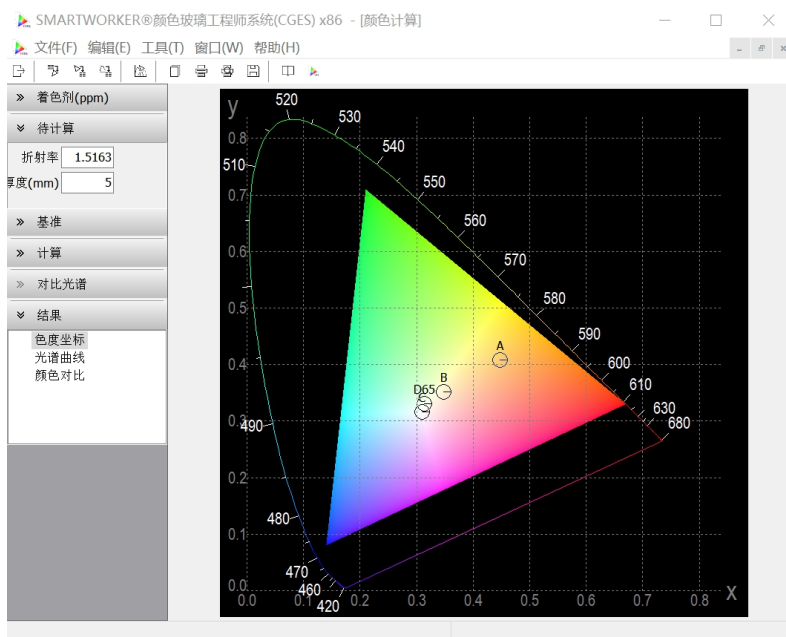 SMARTWORKER®颜色玻璃工程师系统(CGES) x86 - [颜色计算]
文件(F) 编辑(E) 工具(T) 窗口(W) 帮助(H)
着色剂(ppm)
待计算
折射率 1.5163
厚度(mm) 5
基准
计算
对比光谱
结果
色度坐标
光谱曲线
颜色对比
y
520
530
0.8
540
510
550
0.7
560
0.6
570
580
0.5
590
A
0.4
600
B
610
D65
C
630
0.3
490
680
0.2
480
0.1
470
460
420
0.0
0.0 0.1 0.2 0.3 0.4 0.5 0.6 0.7 0.8 X